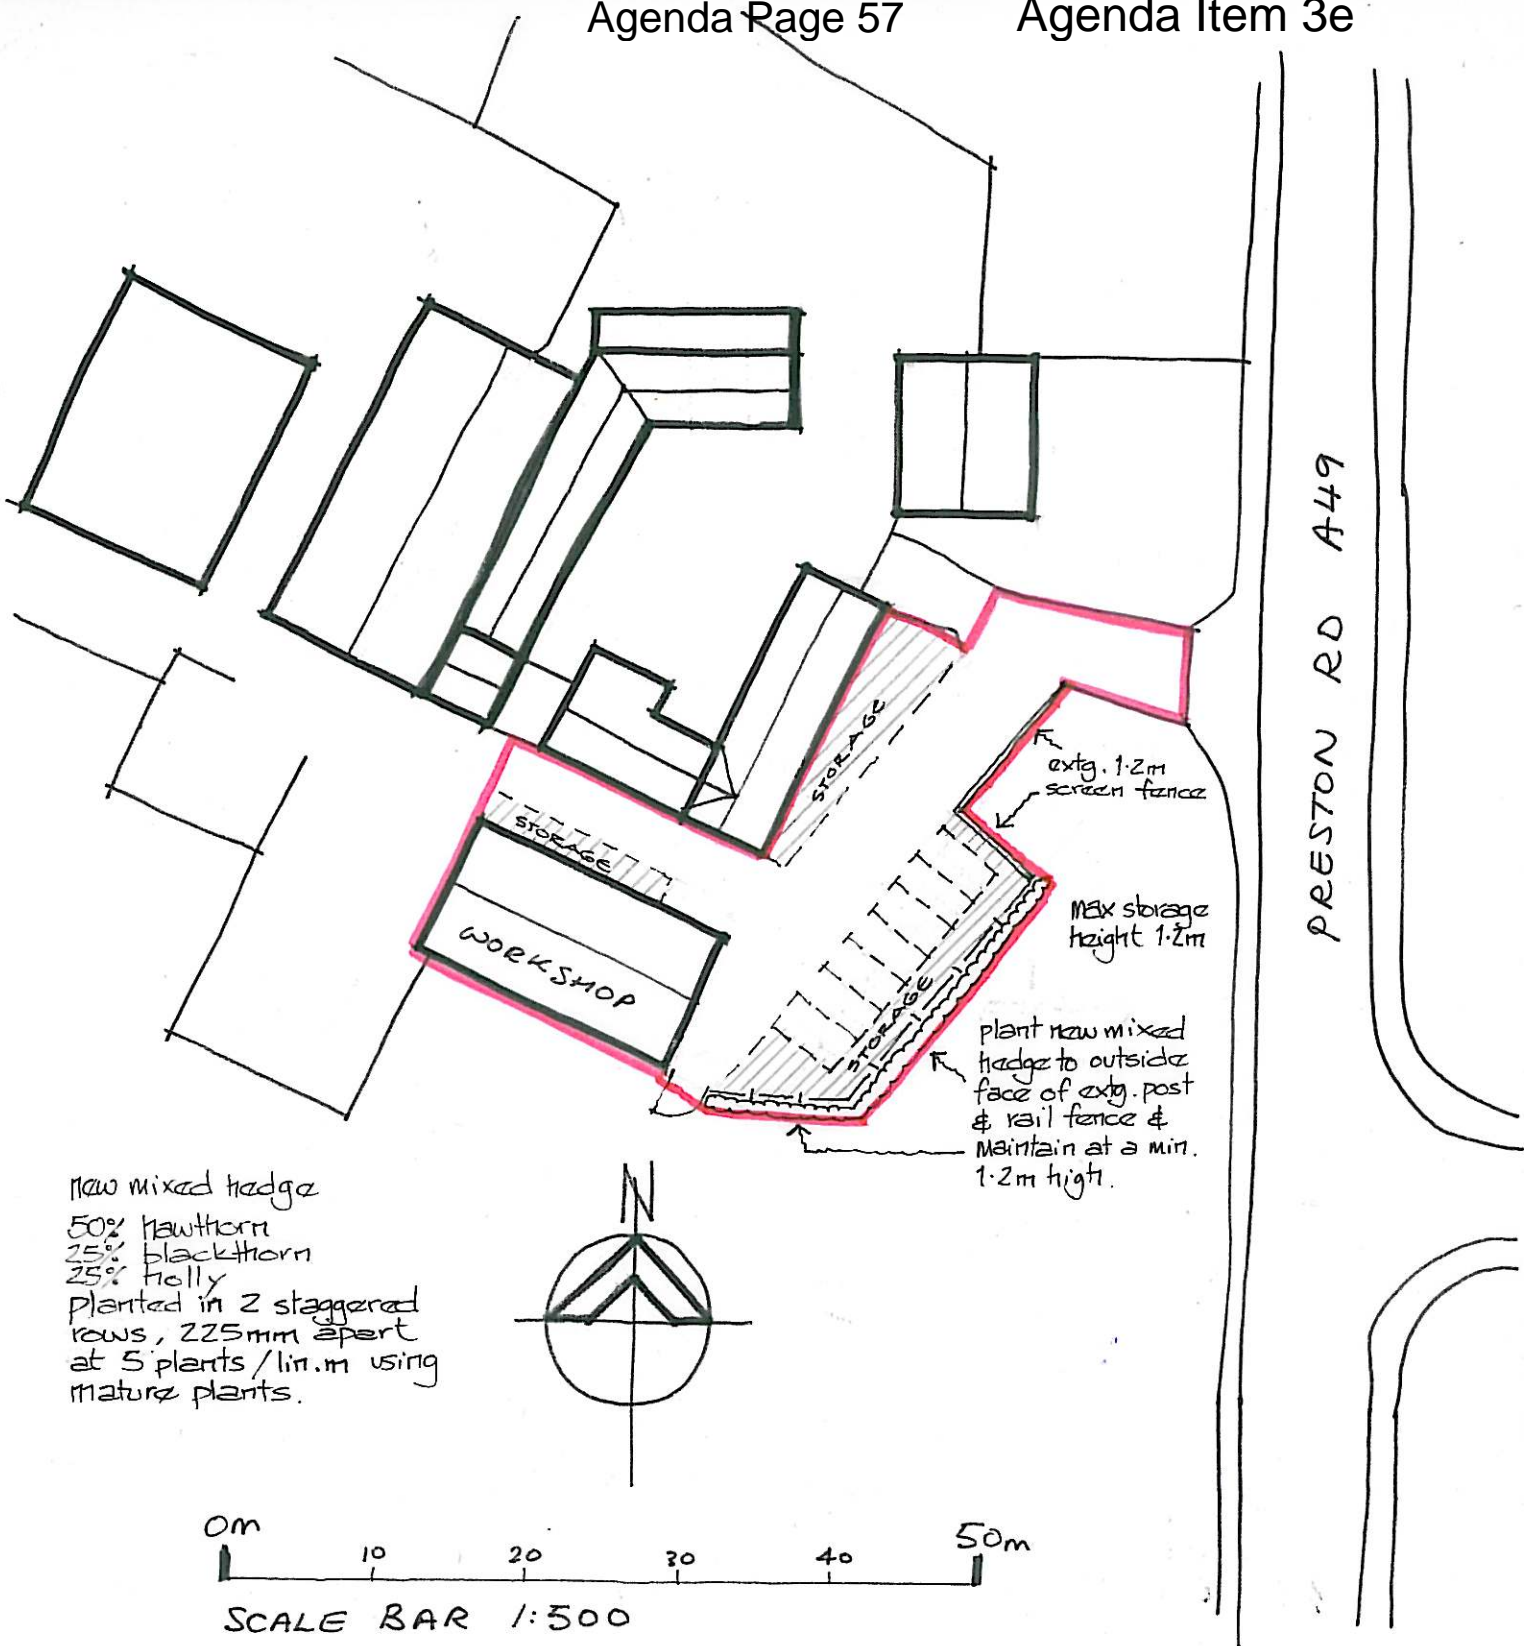 Agenda Page 57
Agenda Item 3e
PRESTON RD A49
STORAGE
extg. 1·2m
screen fence
STORAGE
WORKSHOP
max storage
height 1·2m
STORAGE
plant new mixed
hedge to outside
face of extg. post
& rail fence &
maintain at a min.
1·2m high.
new mixed hedge
50% hawthorn
25% blackthorn
25% holly
planted in 2 staggered
rows, 225mm apart
at 5 plants/lin.m using
mature plants.
N
0m
10
20
30
40
50m
SCALE BAR 1:500